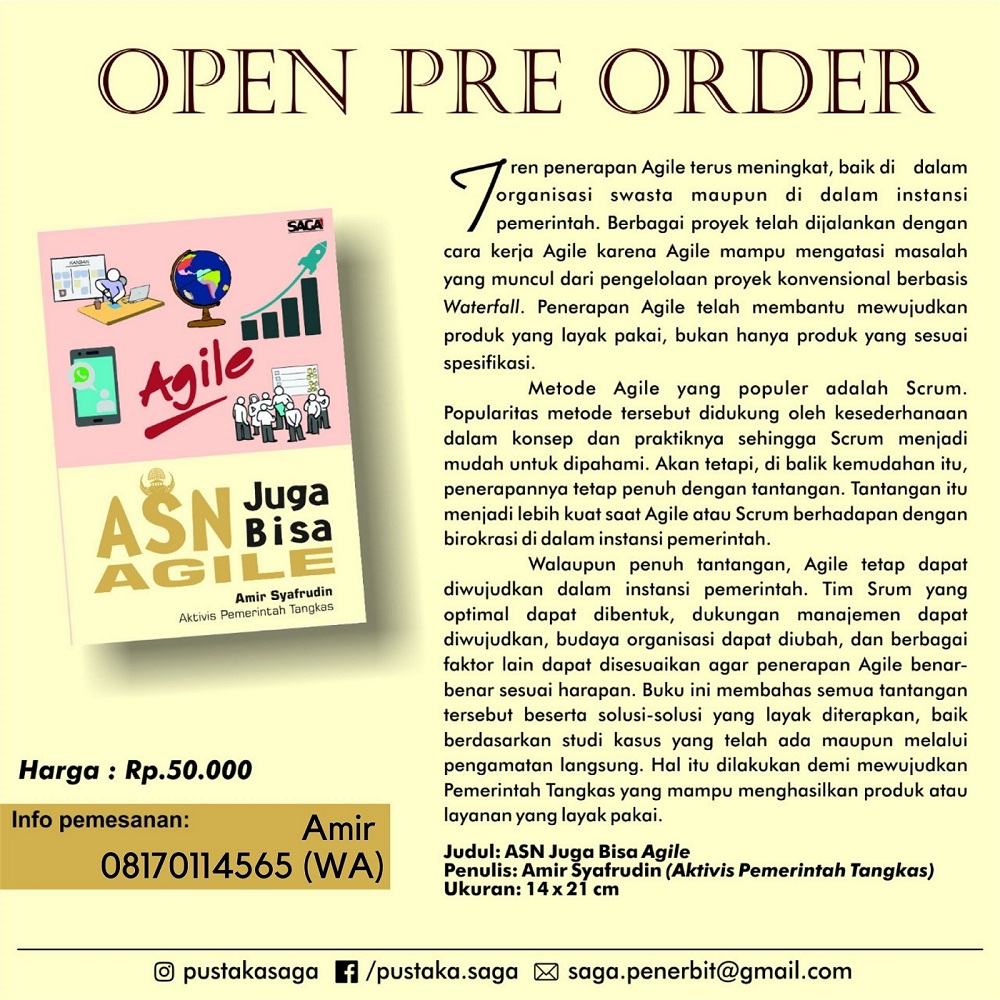 OPEN PRE ORDER
Tren penerapan Agile terus meningkat, baik di dalam
organisasi swasta maupun di dalam instansi
pemerintah. Berbagai proyek telah dijalankan dengan
cara kerja Agile karena Agile mampu mengatasi masalah
yang muncul dari pengelolaan proyek konvensional berbasis
Waterfall. Penerapan Agile telah membantu mewujudkan
produk yang layak pakai, bukan hanya produk yang sesuai
spesifikasi.
Metode Agile yang populer adalah Scrum.
Popularitas metode tersebut didukung oleh kesederhanaan
dalam konsep dan praktiknya sehingga Scrum menjadi
mudah untuk dipahami. Akan tetapi, di balik kemudahan itu,
penerapannya tetap penuh dengan tantangan. Tantangan itu
menjadi lebih kuat saat Agile atau Scrum berhadapan dengan
birokrasi di dalam instansi pemerintah.
Walaupun penuh tantangan, Agile tetap dapat
diwujudkan dalam instansi pemerintah. Tim Srum yang
optimal dapat dibentuk, dukungan manajemen dapat
diwujudkan, budaya organisasi dapat diubah, dan berbagai
faktor lain dapat disesuaikan agar penerapan Agile benar-
benar sesuai harapan. Buku ini membahas semua tantangan
tersebut beserta solusi-solusi yang layak diterapkan, baik
berdasarkan studi kasus yang telah ada maupun melalui
pengamatan langsung. Hal itu dilakukan demi mewujudkan
Pemerintah Tangkas yang mampu menghasilkan produk atau
layanan yang layak pakai.
Judul: ASN Juga Bisa Agile
Penulis: Amir Syafrudin (Aktivis Pemerintah Tangkas)
Ukuran: 14 x 21 cm
SAGA
KANBAN
Agile
ASN Juga
Bisa
AGILE
Amir Syafrudin
Aktivis Pemerintah Tangkas
Harga : Rp.50.000
Info pemesanan:
Amir
08170114565 (WA)
pustakasaga /pustaka.saga saga.penerbit@gmail.com